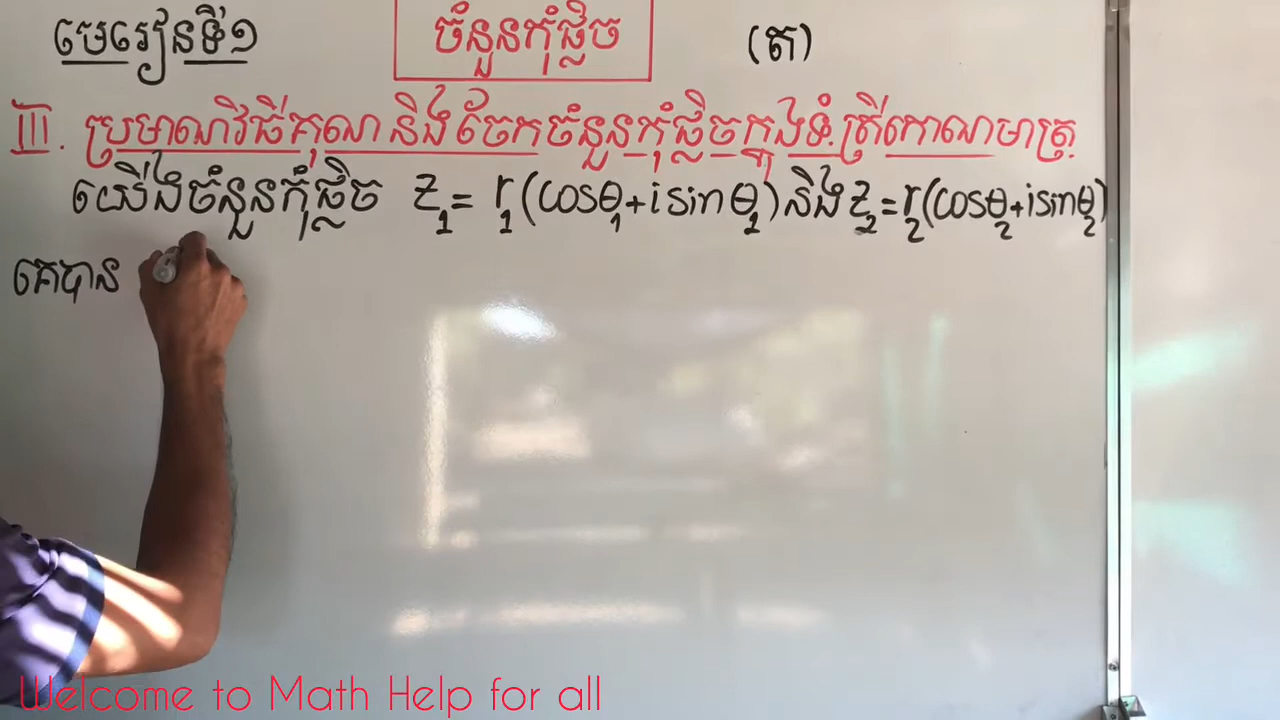 មេរៀនទី១ ចំនួនកុំផ្លិច (ត)
III. ប្រមាណវិធីគុណ និងចែកចំនួនកុំផ្លិចក្នុងទំរង់ត្រីកោណមាត្រ
យើងចំនួនកុំផ្លិច z₁ = r₁(cosθ₁+i sinθ₁) និង z₂=r₂(cosθ₂+isinθ₂)
គេបាន
Welcome to Math Help for all